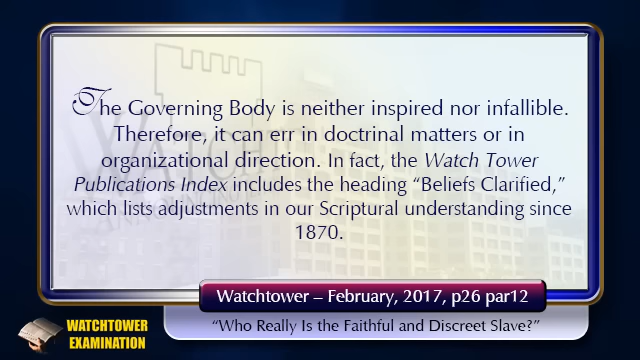 The Governing Body is neither inspired nor infallible.
Therefore, it can err in doctrinal matters or in
organizational direction. In fact, the Watch Tower
Publications Index includes the heading “Beliefs Clarified,”
which lists adjustments in our Scriptural understanding since
1870.
Watchtower – February, 2017, p26 par12
“Who Really Is the Faithful and Discreet Slave?”
WATCHTOWER
EXAMINATION